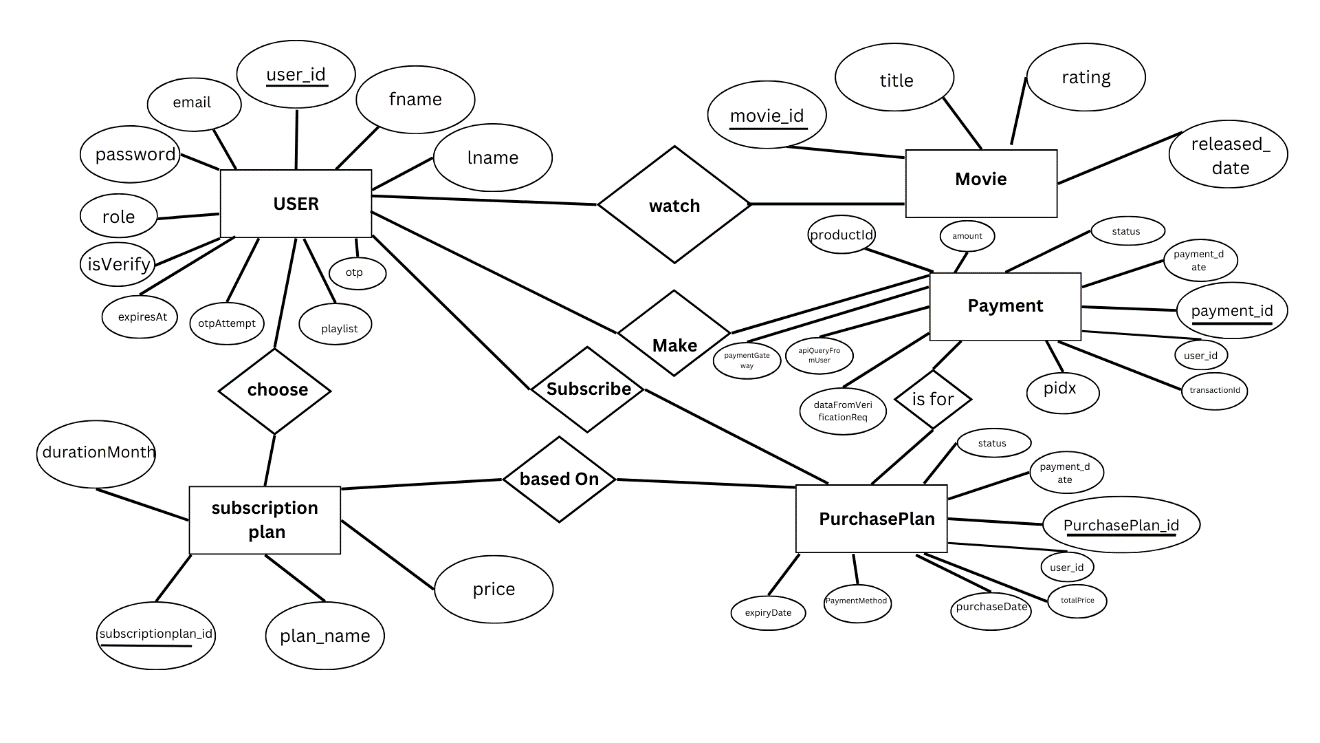 user_id
email
fname
password
lname
role
USER
isVerify
expiresAt
otpAttempt
playlist
otp
watch
movie_id
title
rating
released_
date
Movie
productId
amount
status
payment_d
ate
Payment
payment_id
user_id
transactionId
pidx
paymentGate
way
apiQueryFro
mUser
dataFromVeri
ficationReq
Make
choose
Subscribe
is for
based On
durationMonth
subscription
plan
subscriptionplan_id
plan_name
price
PurchasePlan
status
payment_d
ate
PurchasePlan_id
user_id
totalPrice
purchaseDate
PaymentMethod
expiryDate